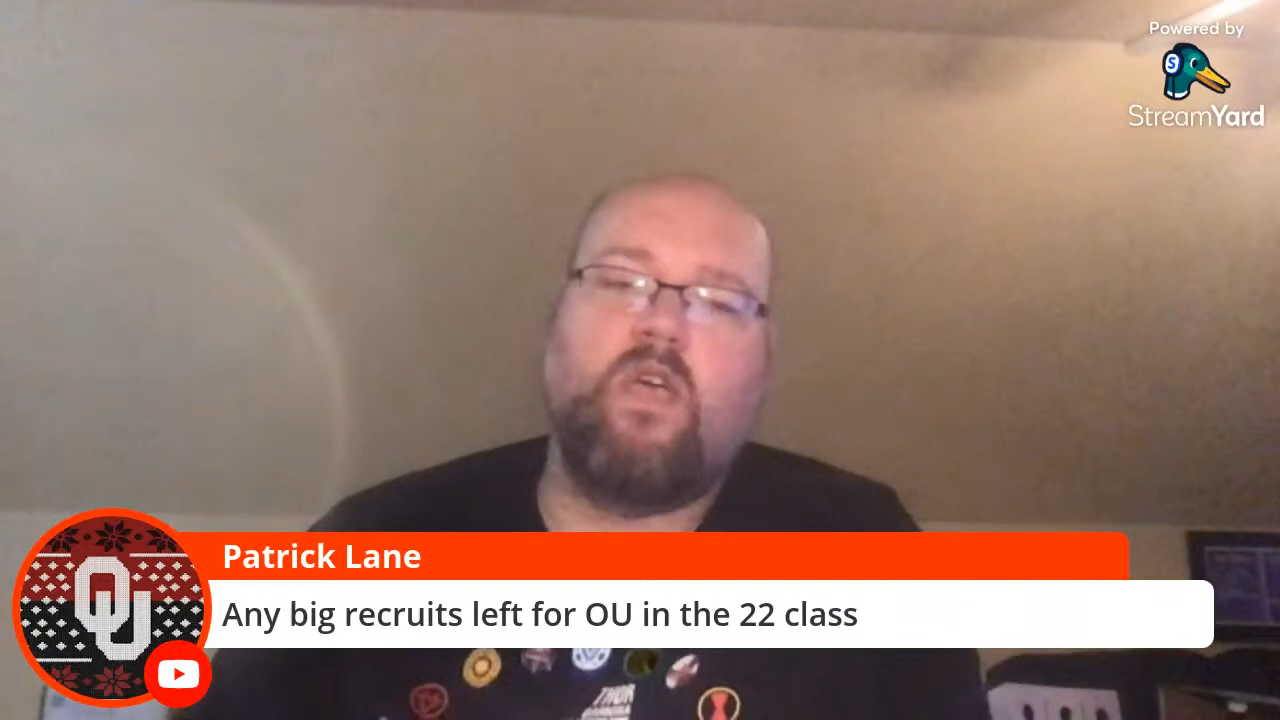 Powered by
S
StreamYard
OU
Patrick Lane
Any big recruits left for OU in the 22 class
THOR